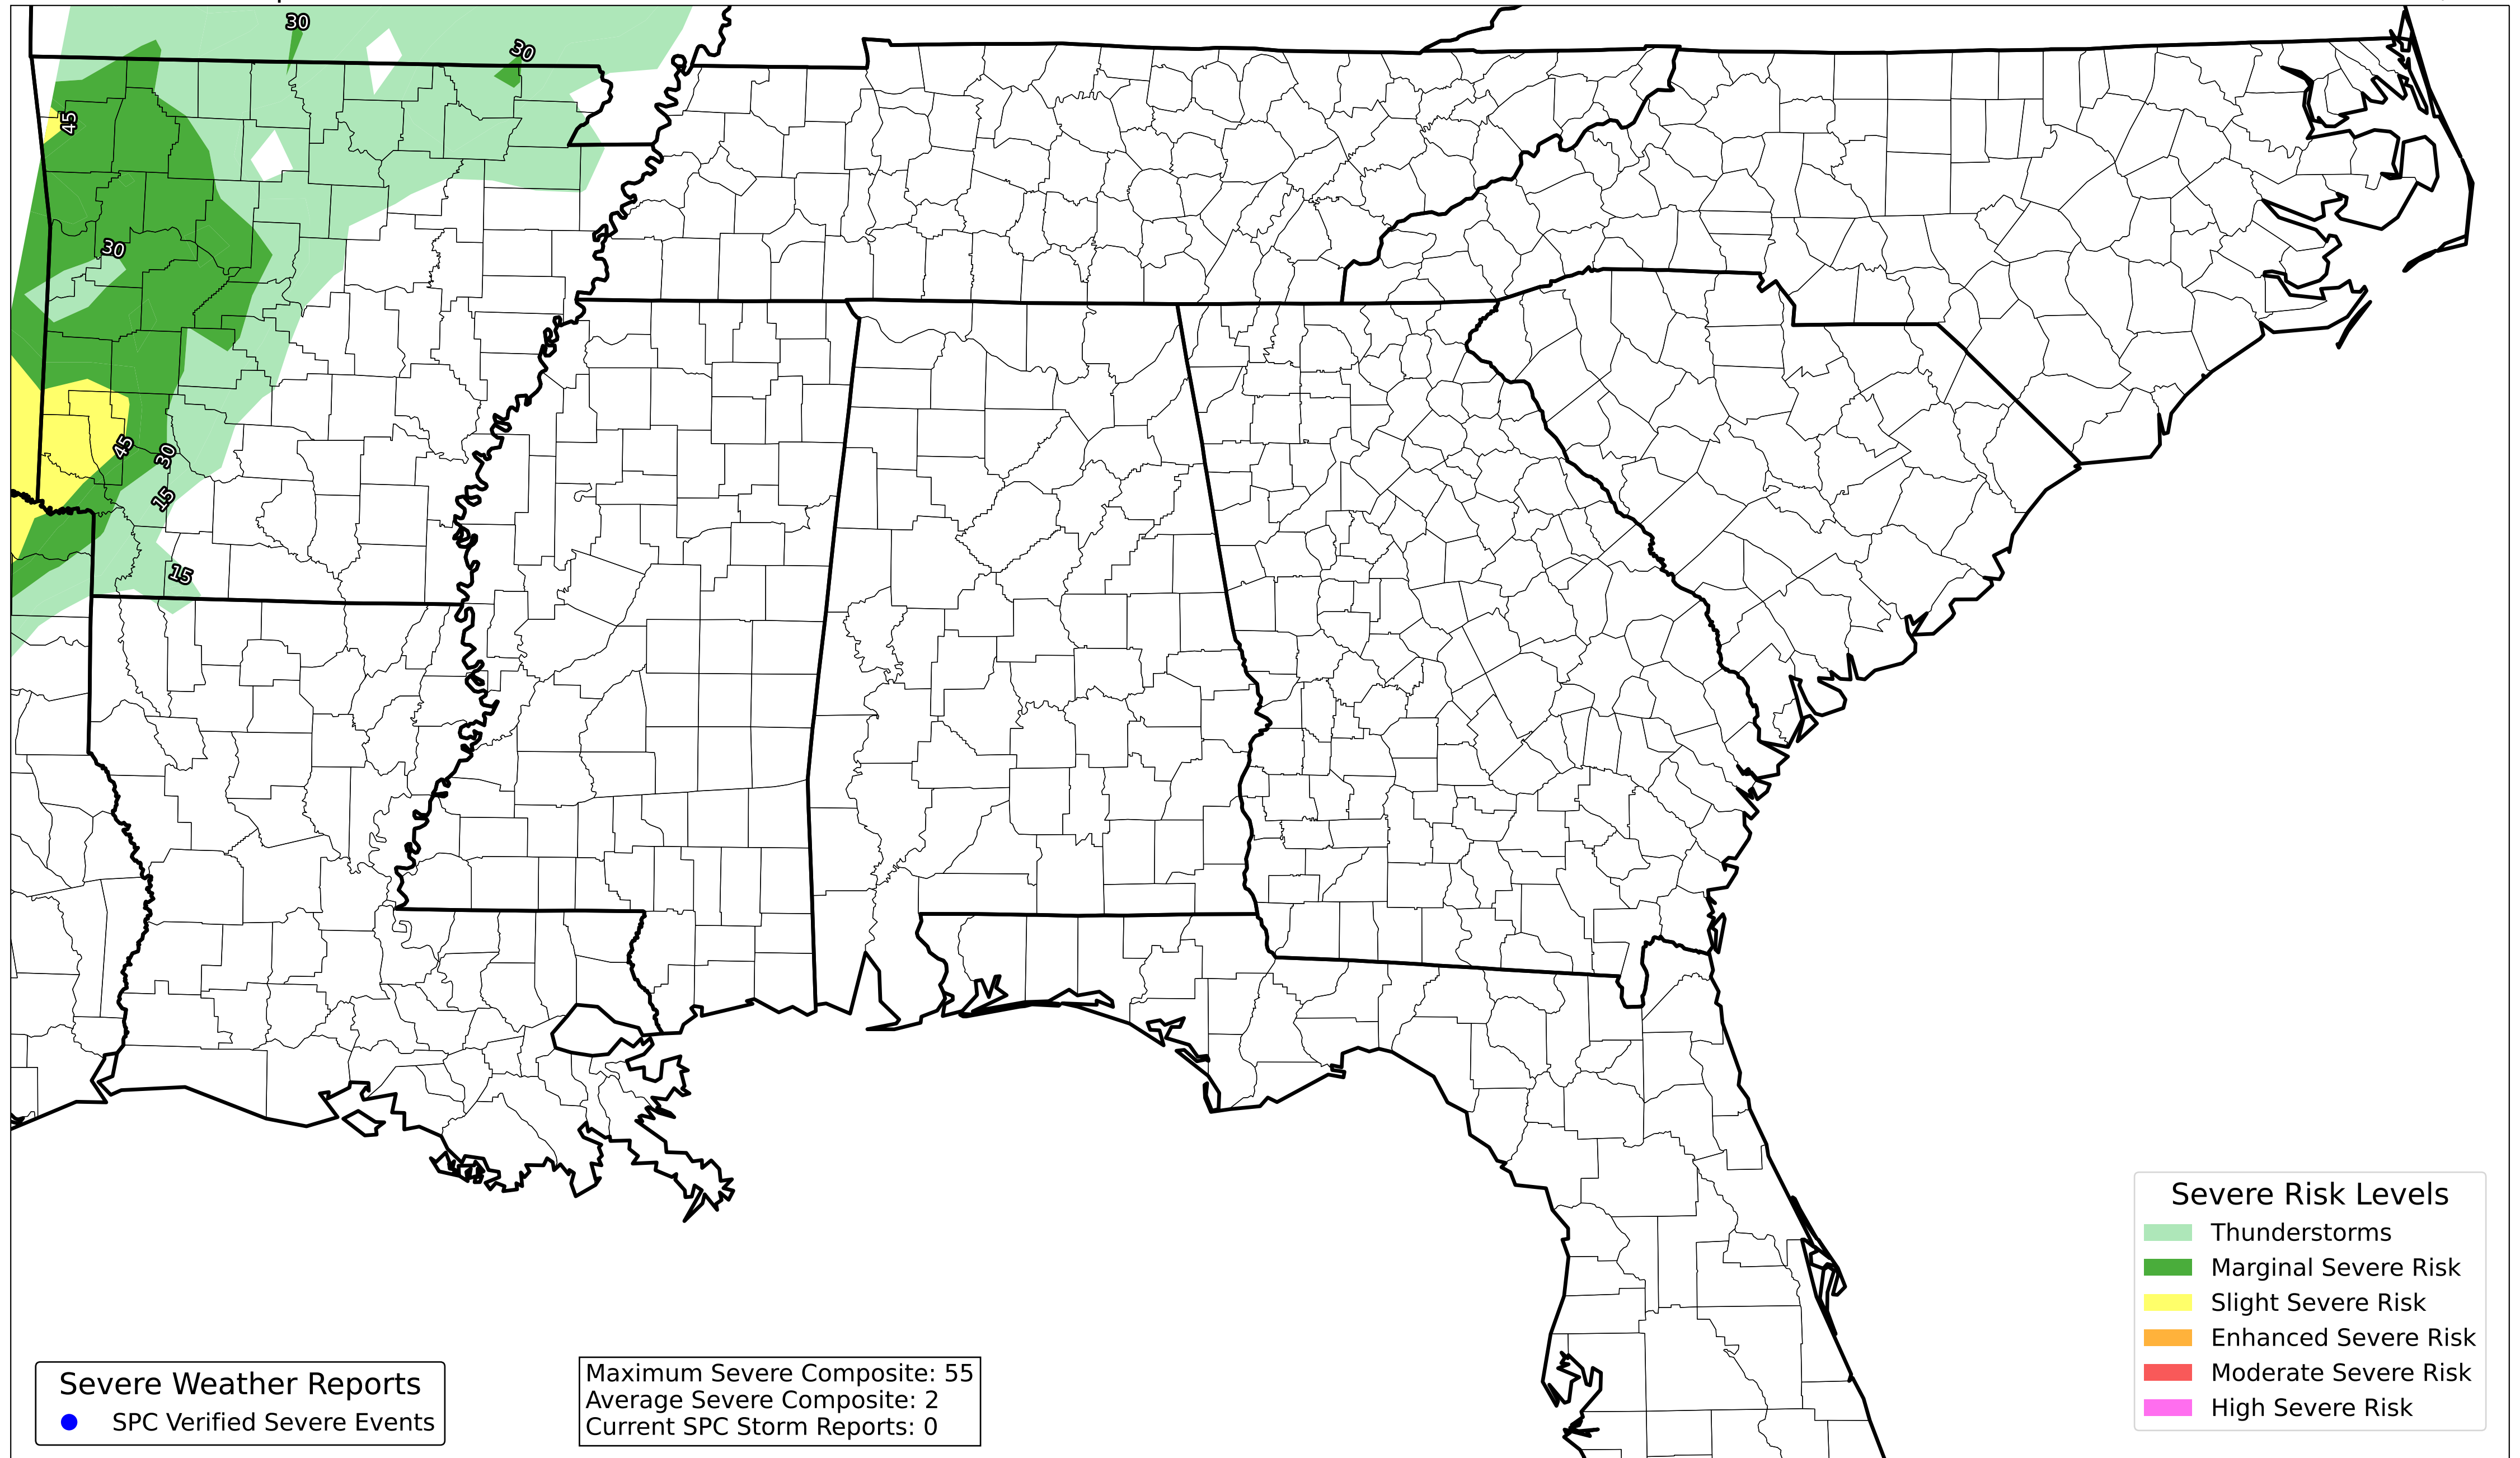 30
30
45
30
45
30
15
15
Severe Risk Levels
Thunderstorms
Marginal Severe Risk
Slight Severe Risk
Enhanced Severe Risk
Moderate Severe Risk
High Severe Risk
Severe Weather Reports
SPC Verified Severe Events
Maximum Severe Composite: 55
Average Severe Composite: 2
Current SPC Storm Reports: 0